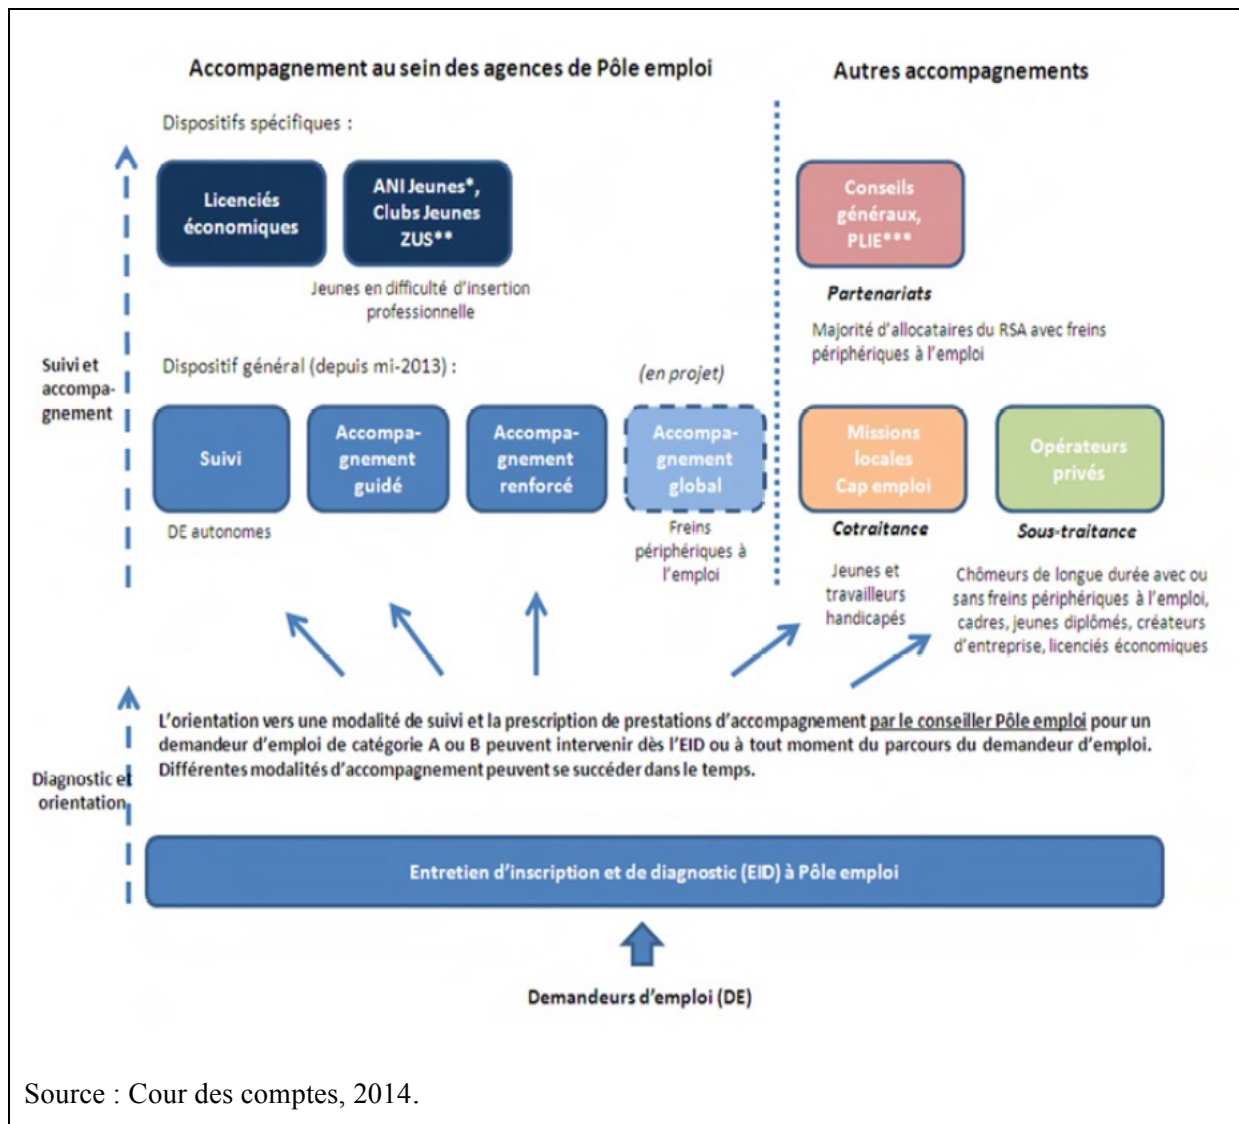 Accompagnement au sein des agences de Pôle emploi
Autres accompagnements
Dispositifs spécifiques :
Licenciés
économiques
ANI Jeunes*,
Clubs Jeunes
ZUS**
Jeunes en difficulté d'insertion
professionnelle
Conseils
généraux,
PLIE***
Partenariats
Majorité d'allocataires du RSA avec freins
périphériques à l'emploi
Suivi et
accompa-
gnement
Dispositif général (depuis mi-2013) :
(en projet)
Suivi
DE autonomes
Accompa-
gnement
guidé
Accompa-
gnement
renforcé
Accompa-
gnement
global
Freins
périphériques à
l'emploi
Missions
locales
Cap emploi
Cotraitance
Jeunes et
travailleurs
handicapés
Opérateurs
privés
Sous-traitance
Chômeurs de longue durée avec ou
sans freins périphériques à l'emploi,
cadres, jeunes diplômés, créateurs
d'entreprise, licenciés économiques
Diagnostic et
orientation
L'orientation vers une modalité de suivi et la prescription de prestations d'accompagnement par le conseiller Pôle emploi pour un
demandeur d'emploi de catégorie A ou B peuvent intervenir dès l'EID ou à tout moment du parcours du demandeur d'emploi.
Différentes modalités d'accompagnement peuvent se succéder dans le temps.
Entretien d'inscription et de diagnostic (EID) à Pôle emploi
Demandeurs d'emploi (DE)
Source : Cour des comptes, 2014.